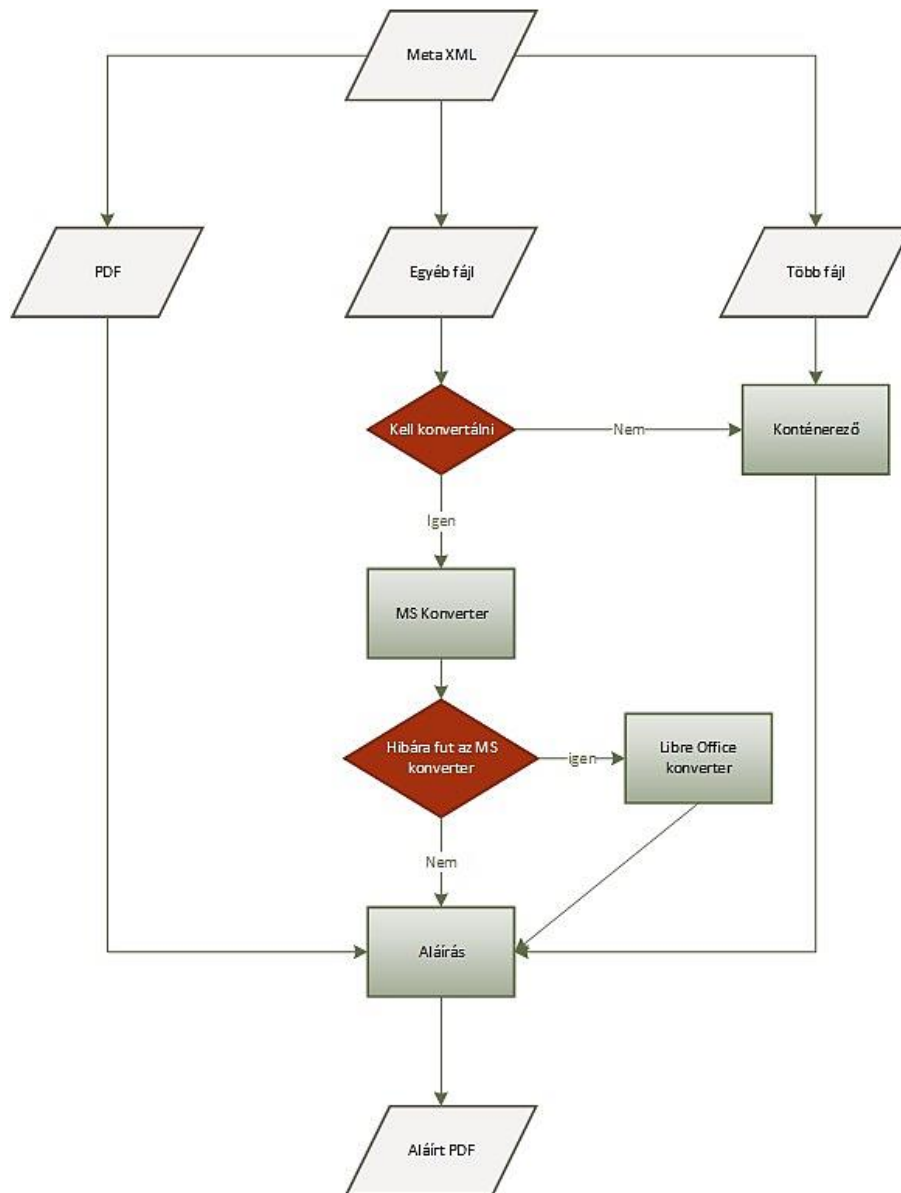 Meta XML
PDF
Egyéb fájl
Több fájl
Kell konvertálni
Nem
Konténerező
Igen
MS Konverter
Hibára fut az MS
konverter
igen
Libre Office
konverter
Nem
Aláírás
Aláírt PDF